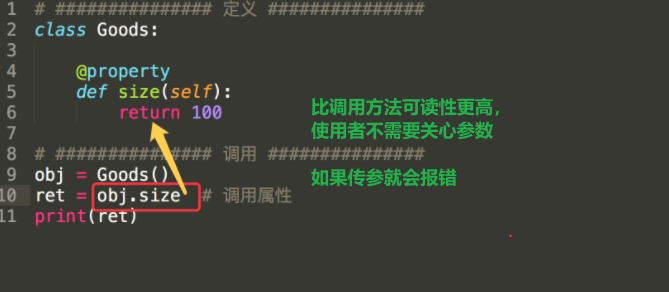 1 # ############### 定义 ###############
2 class Goods:
3
4     @property
5     def size(self):
6         return 100
比调用方法可读性更高，
使用者不需要关心参数
7
8 # ############### 调用 ###############
9 obj = Goods()
如果传参就会报错
10 ret = obj.size  # 调用属性
11 print(ret)